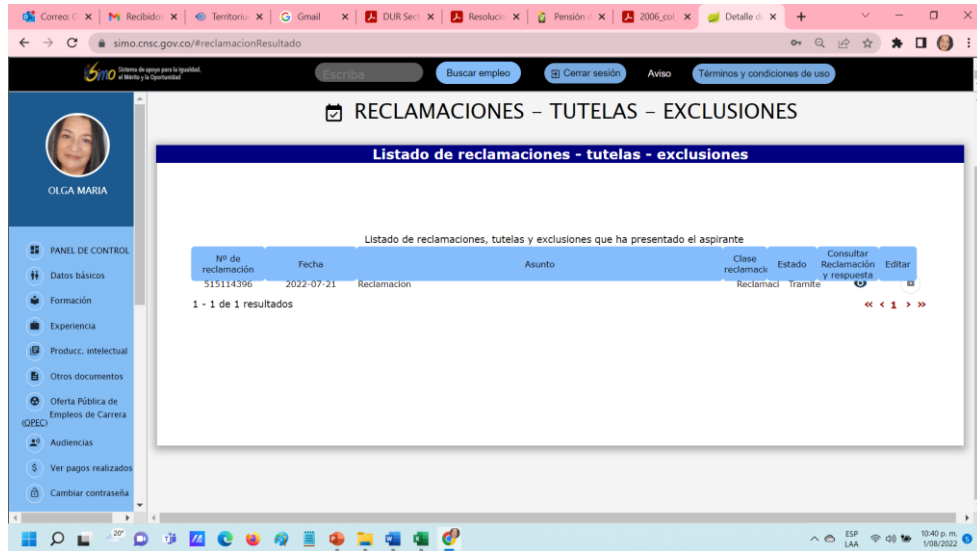 Correo: O
Recibido
Territoriu
Gmail
DUR Sect
Resolució
Pensión
2006_col
Detalle d
simo.cnsc.gov.co/#reclamacionResultado
Simo Sistema de apoyo para la Igualdad,
el Mérito y la Oportunidad
Escriba
Buscar empleo
Cerrar sesión
Aviso
Términos y condiciones de uso
OLGA MARIA
PANEL DE CONTROL
Datos básicos
Formación
Experiencia
Producc. intelectual
Otros documentos
Oferta Pública de
Empleos de Carrera
(OPEC)
Audiencias
Ver pagos realizados
Cambiar contraseña
RECLAMACIONES - TUTELAS - EXCLUSIONES
Listado de reclamaciones - tutelas - exclusiones
Listado de reclamaciones, tutelas y exclusiones que ha presentado el aspirante
Nº de
reclamación
Fecha
Asunto
Clase
reclamació
Estado
Consultar
Reclamación
y respuesta
Editar
515114396 2022-07-21 Reclamacion Reclamaci Tramite
1 - 1 de 1 resultados
« < 1 > »
20°
ESP
LAA
10:40 p. m.
1/08/2022